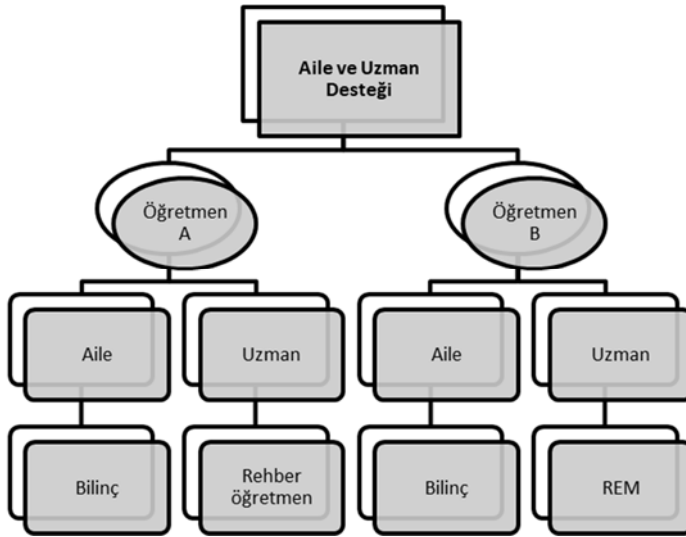 Aile ve Uzman
Desteği
Öğretmen
A
Öğretmen
B
Aile
Uzman
Aile
Uzman
Bilinç
Rehber
öğretmen
Bilinç
REM